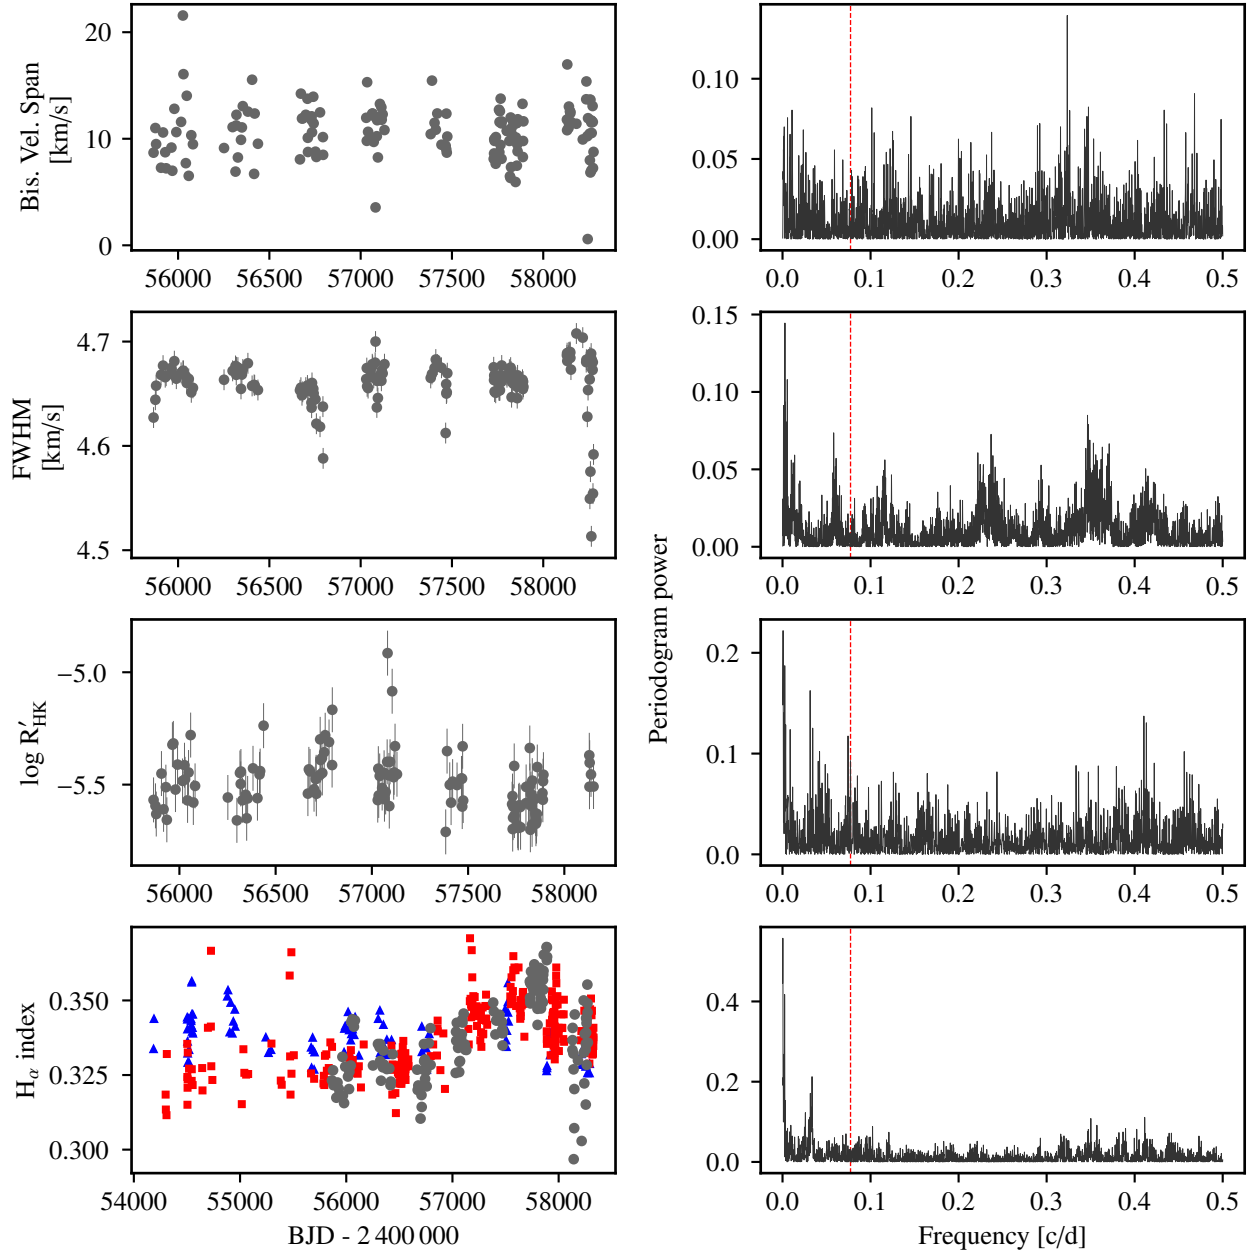 Bis. Vel. Span
[km/s]
20
10
0
56000 56500 57000 57500 58000
0.10
0.05
0.00
0.0 0.1 0.2 0.3 0.4 0.5
FWHM
[km/s]
4.7
4.6
4.5
56000 56500 57000 57500 58000
0.15
0.10
0.05
0.00
0.0 0.1 0.2 0.3 0.4 0.5
Periodogram power
log R′HK
−5.0
−5.5
56000 56500 57000 57500 58000
0.2
0.1
0.0
0.0 0.1 0.2 0.3 0.4 0.5
Hα index
0.350
0.325
0.300
54000 55000 56000 57000 58000
BJD - 2 400 000
0.4
0.2
0.0
0.0 0.1 0.2 0.3 0.4 0.5
Frequency [c/d]